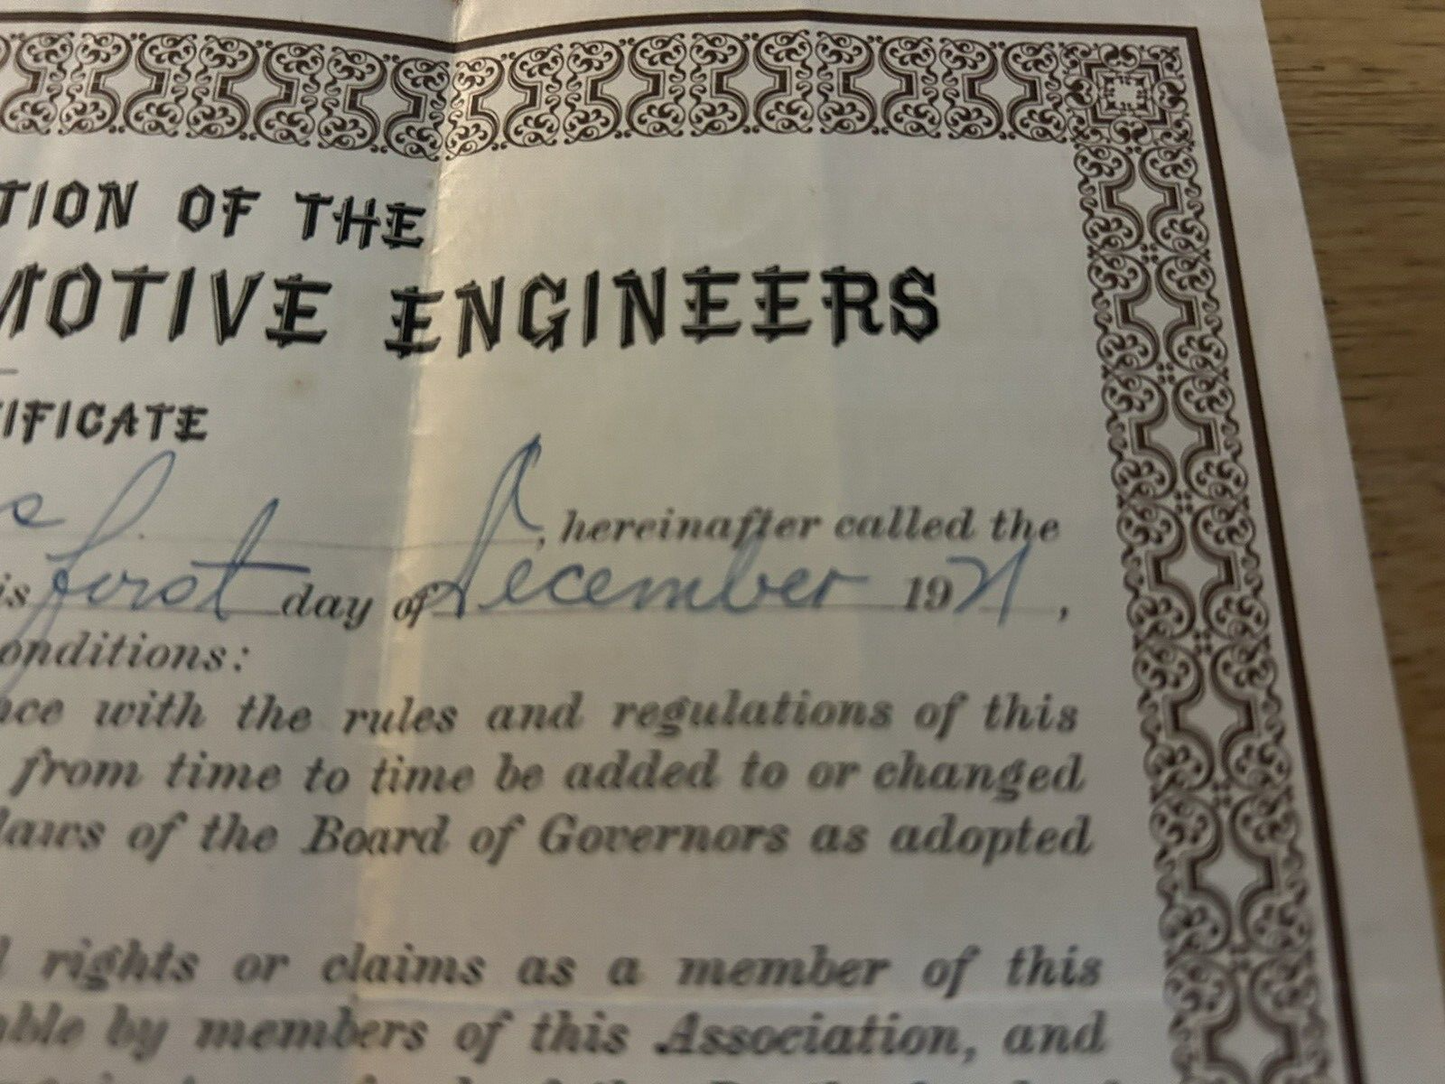 TION OF THE
MOTIVE ENGINEERS
TIFICATE
, hereinafter called the
is first day of December 1921,
onditions:
nce with the rules and regulations of this
from time to time be added to or changed
laws of the Board of Governors as adopted
l rights or claims as a member of this
able by members of this Association, and